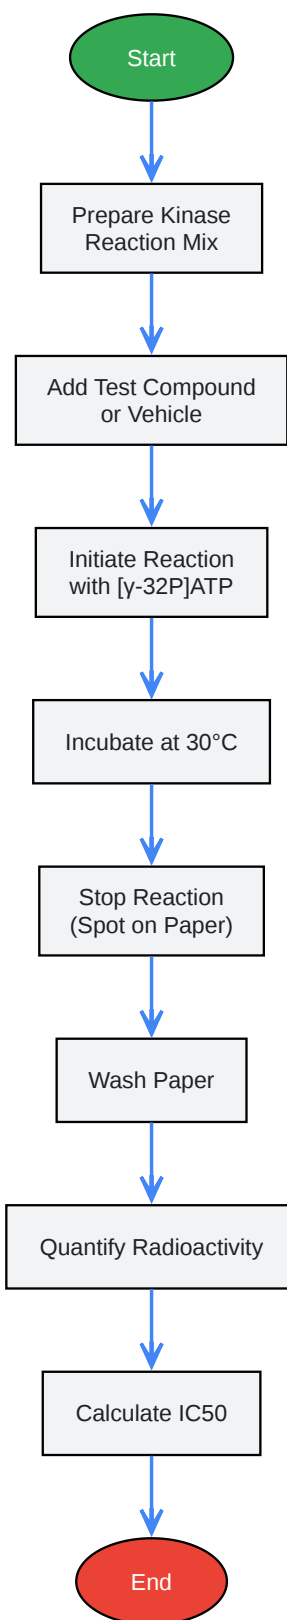 Start
Prepare Kinase
Reaction Mix
Add Test Compound
or Vehicle
Initiate Reaction
with [γ-32P]ATP
Incubate at 30°C
Stop Reaction
(Spot on Paper)
Wash Paper
Quantify Radioactivity
Calculate IC50
End